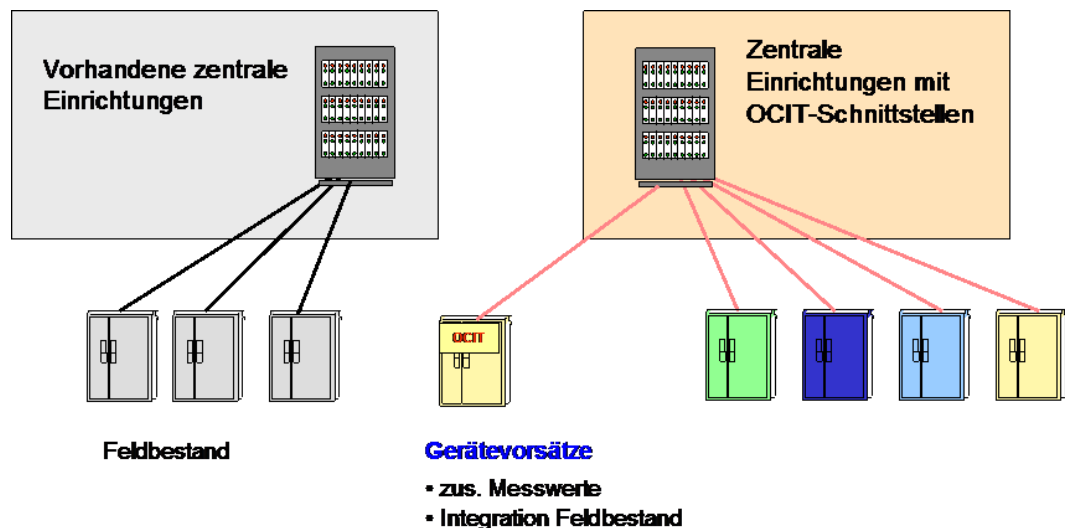 Vorhandene zentrale
Einrichtungen
Zentrale
Einrichtungen mit
OCIT-Schnittstellen
OCIT
Feldbestand
Gerätevorsätze
• zus. Messwerte
• Integration Feldbestand